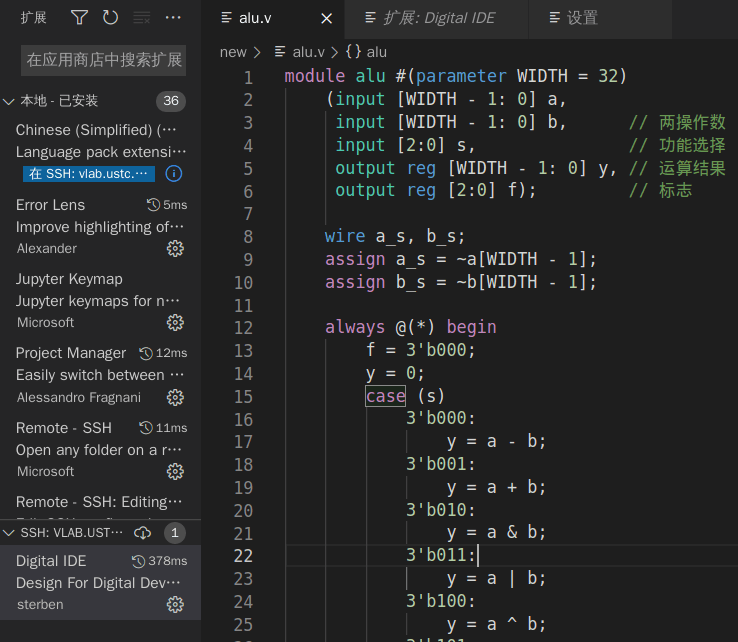 扩展
alu.v
扩展: Digital IDE
设置
在应用商店中搜索扩展
new > alu.v > {} alu
本地 - 已安装
36
Chinese (Simplified) (…
Language pack extensi…
在 SSH: vlab.ustc.…
Error Lens
5ms
Improve highlighting of…
Alexander
Jupyter Keymap
Jupyter keymaps for n…
Microsoft
Project Manager
12ms
Easily switch between …
Alessandro Fragnani
Remote - SSH
11ms
Open any folder on a r…
Microsoft
Remote - SSH: Editing…
SSH: VLAB.UST…
1
Digital IDE
378ms
Design For Digital Dev…
sterben
1 module alu #(parameter WIDTH = 32)
2 (input [WIDTH - 1: 0] a,
3 input [WIDTH - 1: 0] b, // 两操作数
4 input [2:0] s, // 功能选择
5 output reg [WIDTH - 1: 0] y, // 运算结果
6 output reg [2:0] f); // 标志
7
8 wire a_s, b_s;
9 assign a_s = ~a[WIDTH - 1];
10 assign b_s = ~b[WIDTH - 1];
11
12 always @(*) begin
13 f = 3'b000;
14 y = 0;
15 case (s)
16 3'b000:
17 y = a - b;
18 3'b001:
19 y = a + b;
20 3'b010:
21 y = a & b;
22 3'b011:
23 y = a | b;
24 3'b100:
25 y = a ^ b;